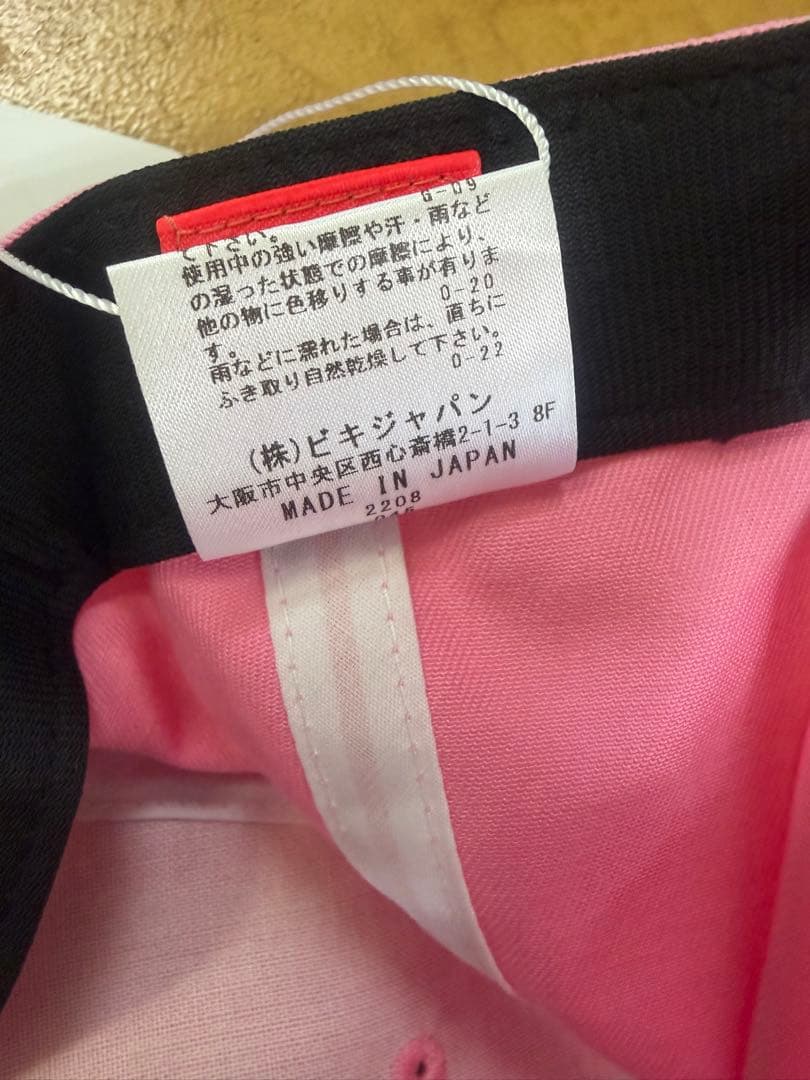 G-09
て下さい。
使用中の強い摩擦や汗・雨など
の湿った状態での摩擦により、
他の物に色移りする事が有りま
す。
0-20
雨などに濡れた場合は、直ちに
ふき取り自然乾燥して下さい。
0-22
(株)ビキジャパン
大阪市中央区西心斎橋2-1-3 8F
MADE IN JAPAN
2208